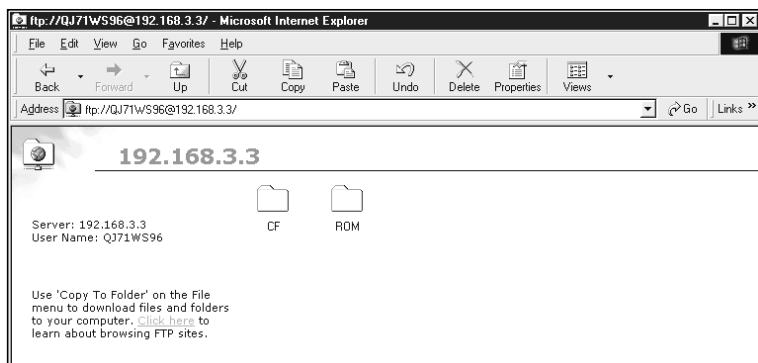 ftp://QJ71WS96@192.168.3.3/ - Microsoft Internet Explorer
File Edit View Go Favorites Help
Back Forward Up Cut Copy Paste Undo Delete Properties Views
Address ftp://QJ71WS96@192.168.3.3/ Go Links »
192.168.3.3
CF ROM
Server: 192.168.3.3
User Name: QJ71WS96
Use 'Copy To Folder' on the File
menu to download files and folders
to your computer. Click here to
learn about browsing FTP sites.